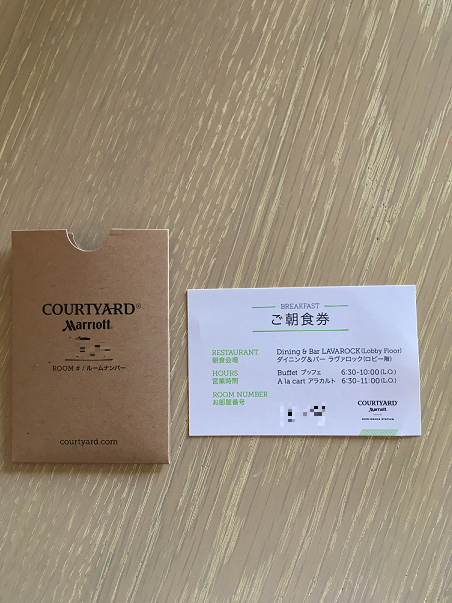 COURTYARD®
Marriott
ROOM # / ルームナンバー
courtyard.com
BREAKFAST
ご朝食券
RESTAURANT Dining & Bar LAVAROCK(Lobby Floor)
朝食会場 ダイニング&バー ラヴァロック(ロビー階)
HOURS Buffet ブッフェ 6:30-10:00(L.O.)
営業時間 A la cart アラカルト 6:30-11:00(L.O.)
ROOM NUMBER
お部屋番号
COURTYARD
Marriott
SHIN-OSAKA STATION